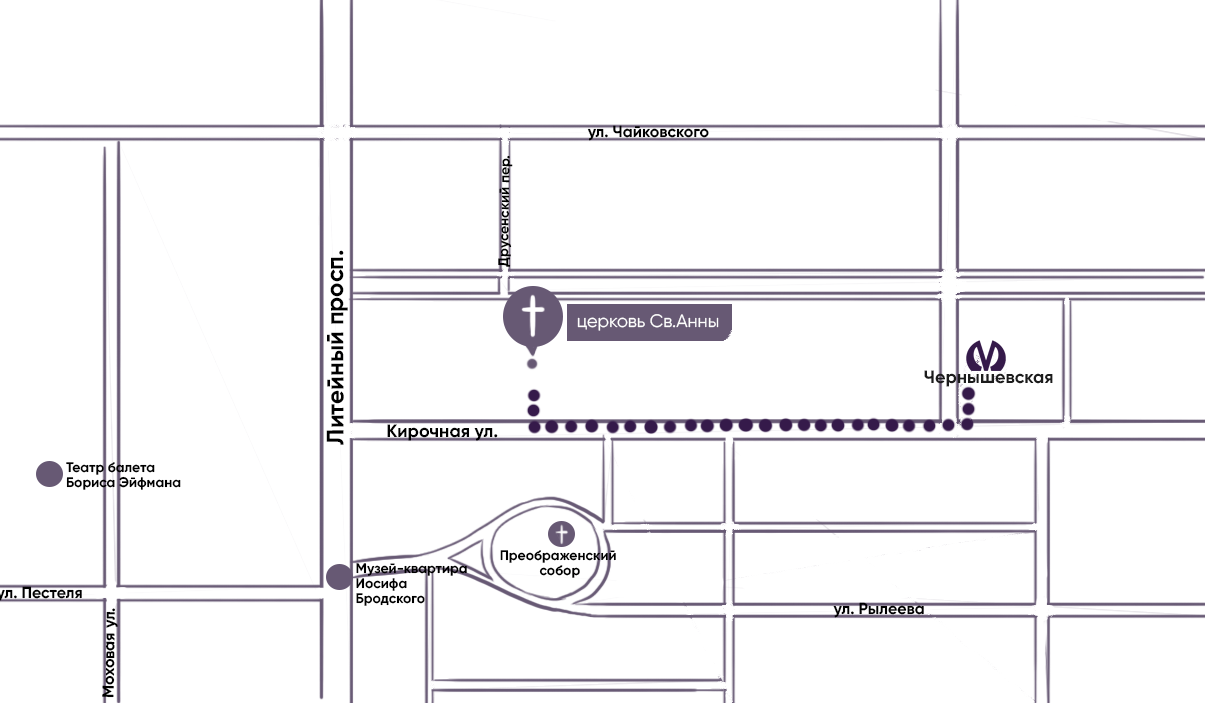 ул. Чайковского
Друсенский пер.
Литейный просп.
церковь Св.Анны
Чернышевская
Кирочная ул.
Театр балета
Бориса Эйфмана
Преображенский
собор
Музей-квартира
Иосифа
Бродского
ул. Пестеля
ул. Рылеева
Моховая ул.